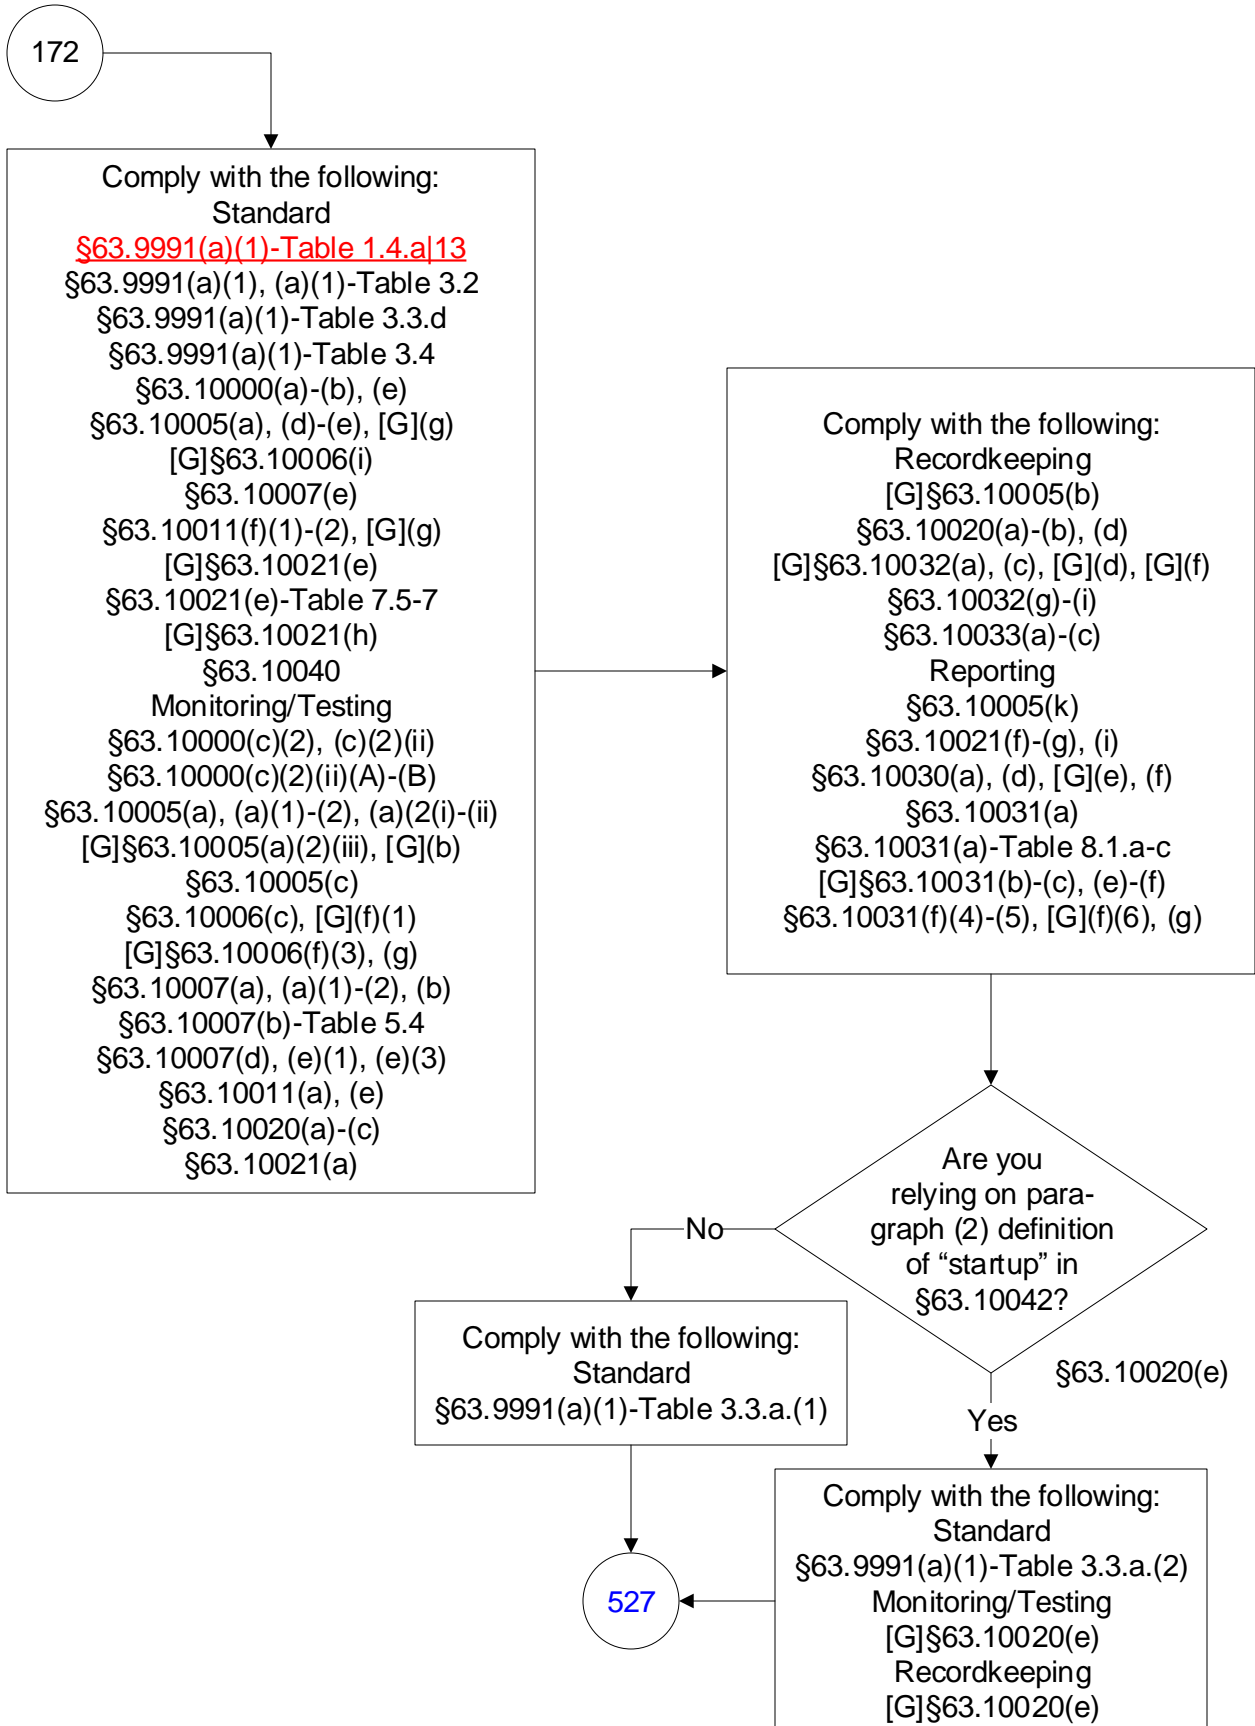 172
Comply with the following:
Standard
§63.9991(a)(1)-Table 1.4.a|13
§63.9991(a)(1), (a)(1)-Table 3.2
§63.9991(a)(1)-Table 3.3.d
§63.9991(a)(1)-Table 3.4
§63.10000(a)-(b), (e)
§63.10005(a), (d)-(e), [G](g)
[G]§63.10006(i)
§63.10007(e)
§63.10011(f)(1)-(2), [G](g)
[G]§63.10021(e)
§63.10021(e)-Table 7.5-7
[G]§63.10021(h)
§63.10040
Monitoring/Testing
§63.10000(c)(2), (c)(2)(ii)
§63.10000(c)(2)(ii)(A)-(B)
§63.10005(a), (a)(1)-(2), (a)(2(i)-(ii)
[G]§63.10005(a)(2)(iii), [G](b)
§63.10005(c)
§63.10006(c), [G](f)(1)
[G]§63.10006(f)(3), (g)
§63.10007(a), (a)(1)-(2), (b)
§63.10007(b)-Table 5.4
§63.10007(d), (e)(1), (e)(3)
§63.10011(a), (e)
§63.10020(a)-(c)
§63.10021(a)
Comply with the following:
Recordkeeping
[G]§63.10005(b)
§63.10020(a)-(b), (d)
[G]§63.10032(a), (c), [G](d), [G](f)
§63.10032(g)-(i)
§63.10033(a)-(c)
Reporting
§63.10005(k)
§63.10021(f)-(g), (i)
§63.10030(a), (d), [G](e), (f)
§63.10031(a)
§63.10031(a)-Table 8.1.a-c
[G]§63.10031(b)-(c), (e)-(f)
§63.10031(f)(4)-(5), [G](f)(6), (g)
Are you
relying on para-
graph (2) definition
of “startup” in
§63.10042?
§63.10020(e)
No
Comply with the following:
Standard
§63.9991(a)(1)-Table 3.3.a.(1)
Yes
Comply with the following:
Standard
§63.9991(a)(1)-Table 3.3.a.(2)
Monitoring/Testing
[G]§63.10020(e)
Recordkeeping
[G]§63.10020(e)
527